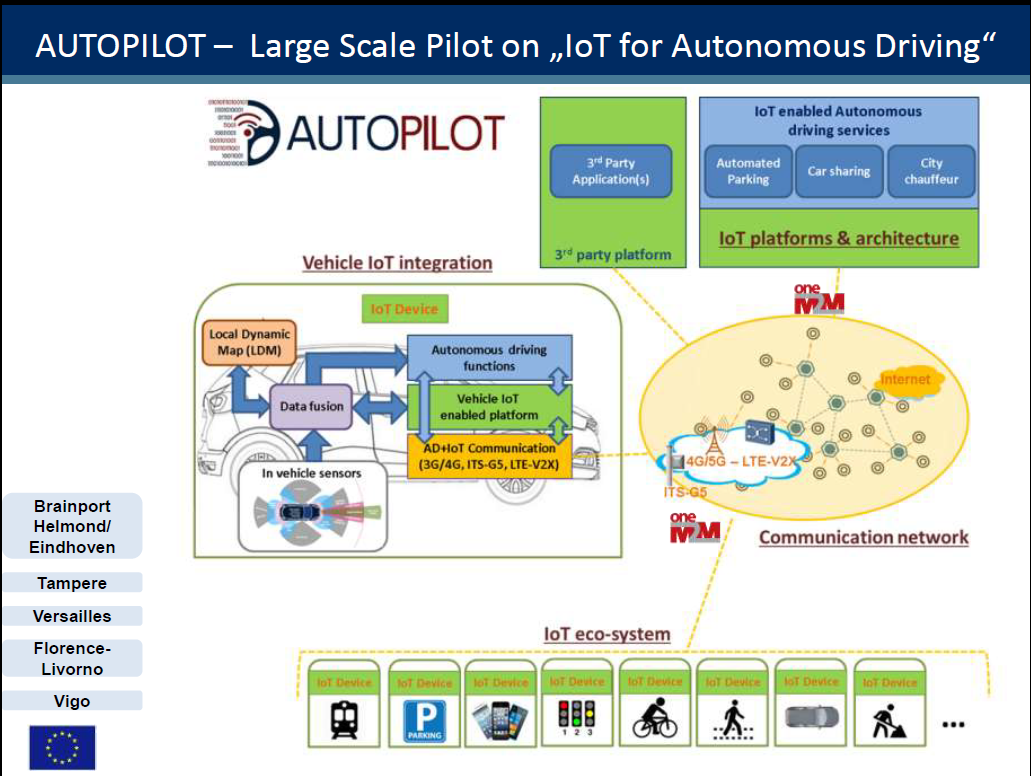 AUTOPILOT – Large Scale Pilot on „IoT for Autonomous Driving“
AUTOPILOT
3rd Party
Application(s)
3rd party platform
IoT enabled Autonomous
driving services
Automated
Parking
Car sharing
City
chauffeur
IoT platforms & architecture
Vehicle IoT integration
IoT Device
Local Dynamic
Map (LDM)
Data fusion
In vehicle sensors
Autonomous driving
functions
Vehicle IoT
enabled platform
AD+IoT Communication
(3G/4G, ITS-G5, LTE-V2X)
one
M2M
Internet
4G/5G – LTE-V2X
ITS-G5
one
M2M
Communication network
Brainport
Helmond/
Eindhoven
Tampere
Versailles
Florence-
Livorno
Vigo
IoT eco-system
IoT Device
IoT Device
IoT Device
IoT Device
IoT Device
IoT Device
IoT Device
IoT Device
P
PARKING
1 2 3
...